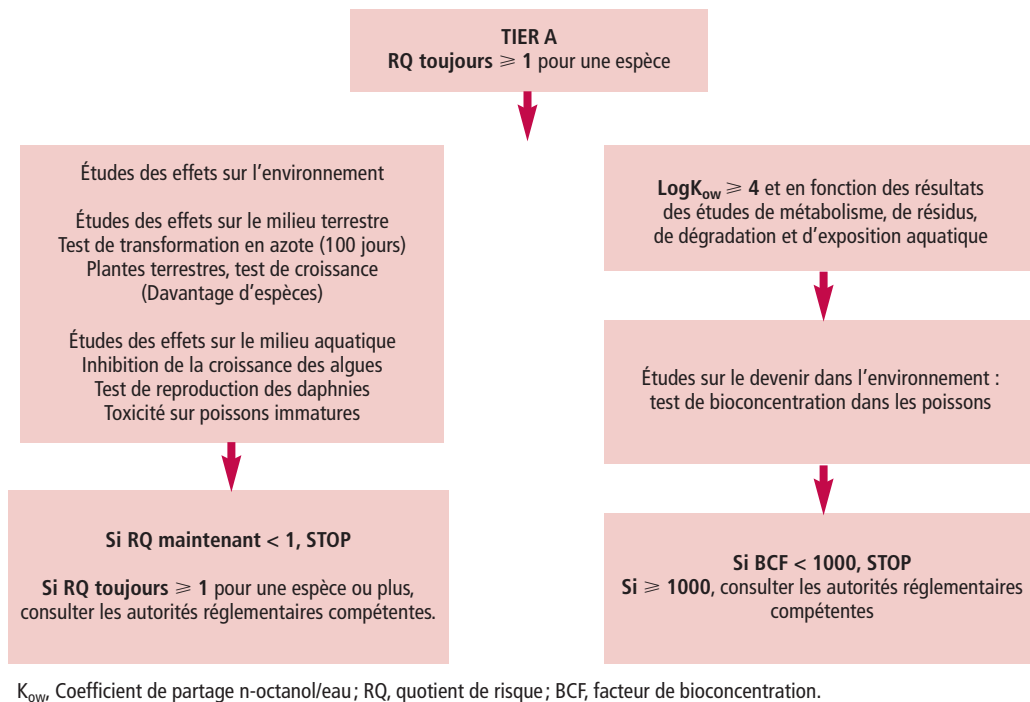 TIER A
RQ toujours ⩾ 1 pour une espèce
Études des effets sur l'environnement
Études des effets sur le milieu terrestre
Test de transformation en azote (100 jours)
Plantes terrestres, test de croissance
(Davantage d'espèces)
Études des effets sur le milieu aquatique
Inhibition de la croissance des algues
Test de reproduction des daphnies
Toxicité sur poissons immatures
Si RQ maintenant < 1, STOP
Si RQ toujours ⩾ 1 pour une espèce ou plus,
consulter les autorités réglementaires compétentes.
LogKow ⩾ 4 et en fonction des résultats
des études de métabolisme, de résidus,
de dégradation et d'exposition aquatique
Études sur le devenir dans l'environnement :
test de bioconcentration dans les poissons
Si BCF < 1000, STOP
Si ⩾ 1000, consulter les autorités réglementaires
compétentes
Kow, Coefficient de partage n-octanol/eau ; RQ, quotient de risque ; BCF, facteur de bioconcentration.